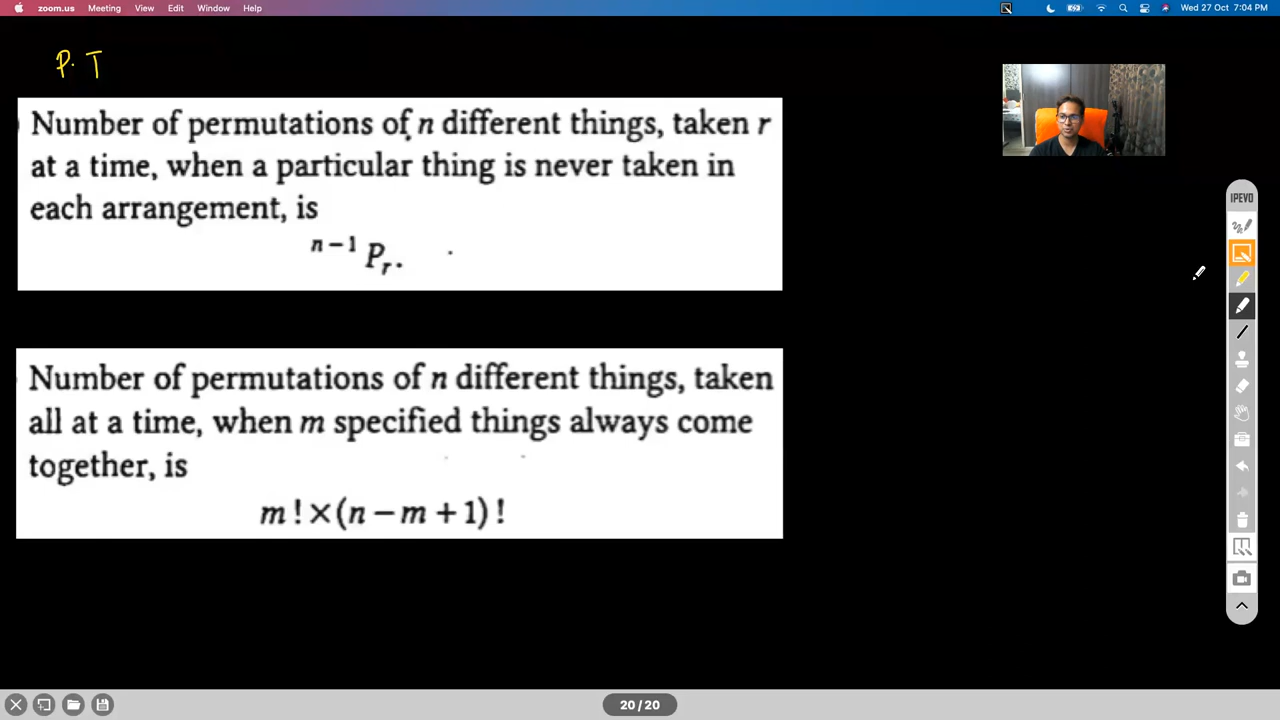 zoom.us Meeting View Edit Window Help Wed 27 Oct 7:04 PM
P. T
Number of permutations of n different things, taken r
at a time, when a particular thing is never taken in
each arrangement, is
n-1 Pr.
Number of permutations of n different things, taken
all at a time, when m specified things always come
together, is
m!×(n-m+1)!
IPEVO
20/20